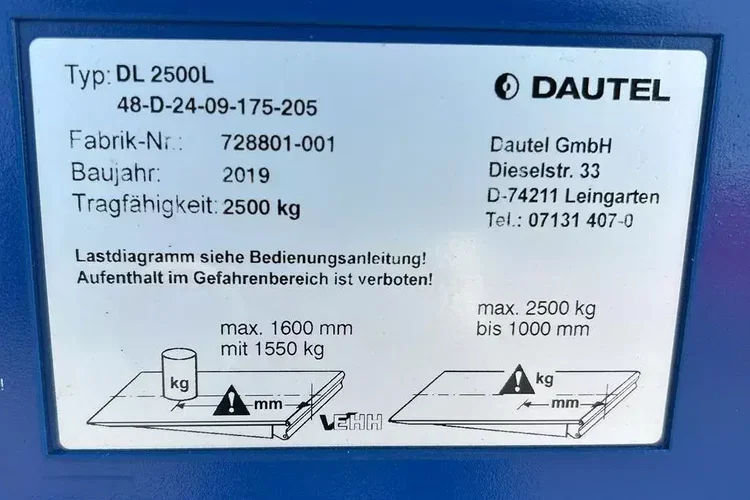 Typ: DL 2500L
48-D-24-09-175-205
Fabrik-Nr.: 728801-001
Baujahr: 2019
Tragfähigkeit: 2500 kg
DAUTEL
Dautel GmbH
Dieselstr. 33
D-74211 Leingarten
Tel.: 07131 407-0
Lastdiagramm siehe Bedienungsanleitung!
Aufenthalt im Gefahrenbereich ist verboten!
max. 1600 mm
mit 1550 kg
kg
! mm
max. 2500 kg
bis 1000 mm
! kg
mm
VEHH